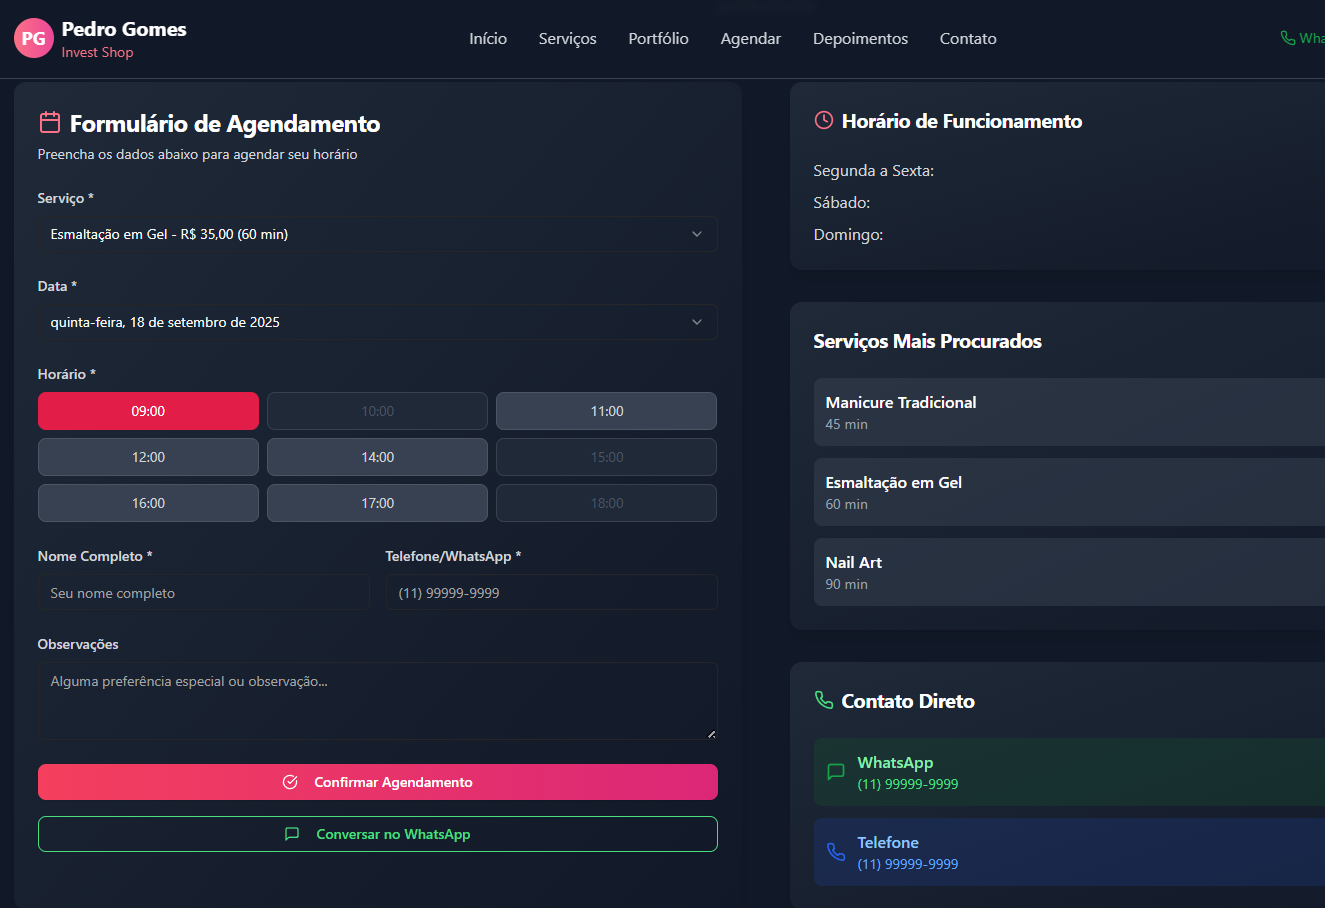 PG
Pedro Gomes
Invest Shop
Início
Serviços
Portfólio
Agendar
Depoimentos
Contato
Formulário de Agendamento
Preencha os dados abaixo para agendar seu horário
Serviço *
Esmaltação em Gel - R$ 35,00 (60 min)
Data *
quinta-feira, 18 de setembro de 2025
Horário *
09:00
10:00
11:00
12:00
14:00
15:00
16:00
17:00
18:00
Nome Completo *
Telefone/WhatsApp *
Seu nome completo
(11) 99999-9999
Observações
Alguma preferência especial ou observação...
Confirmar Agendamento
Conversar no WhatsApp
Horário de Funcionamento
Segunda a Sexta:
Sábado:
Domingo:
Serviços Mais Procurados
Manicure Tradicional
45 min
Esmaltação em Gel
60 min
Nail Art
90 min
Contato Direto
WhatsApp
(11) 99999-9999
Telefone
(11) 99999-9999